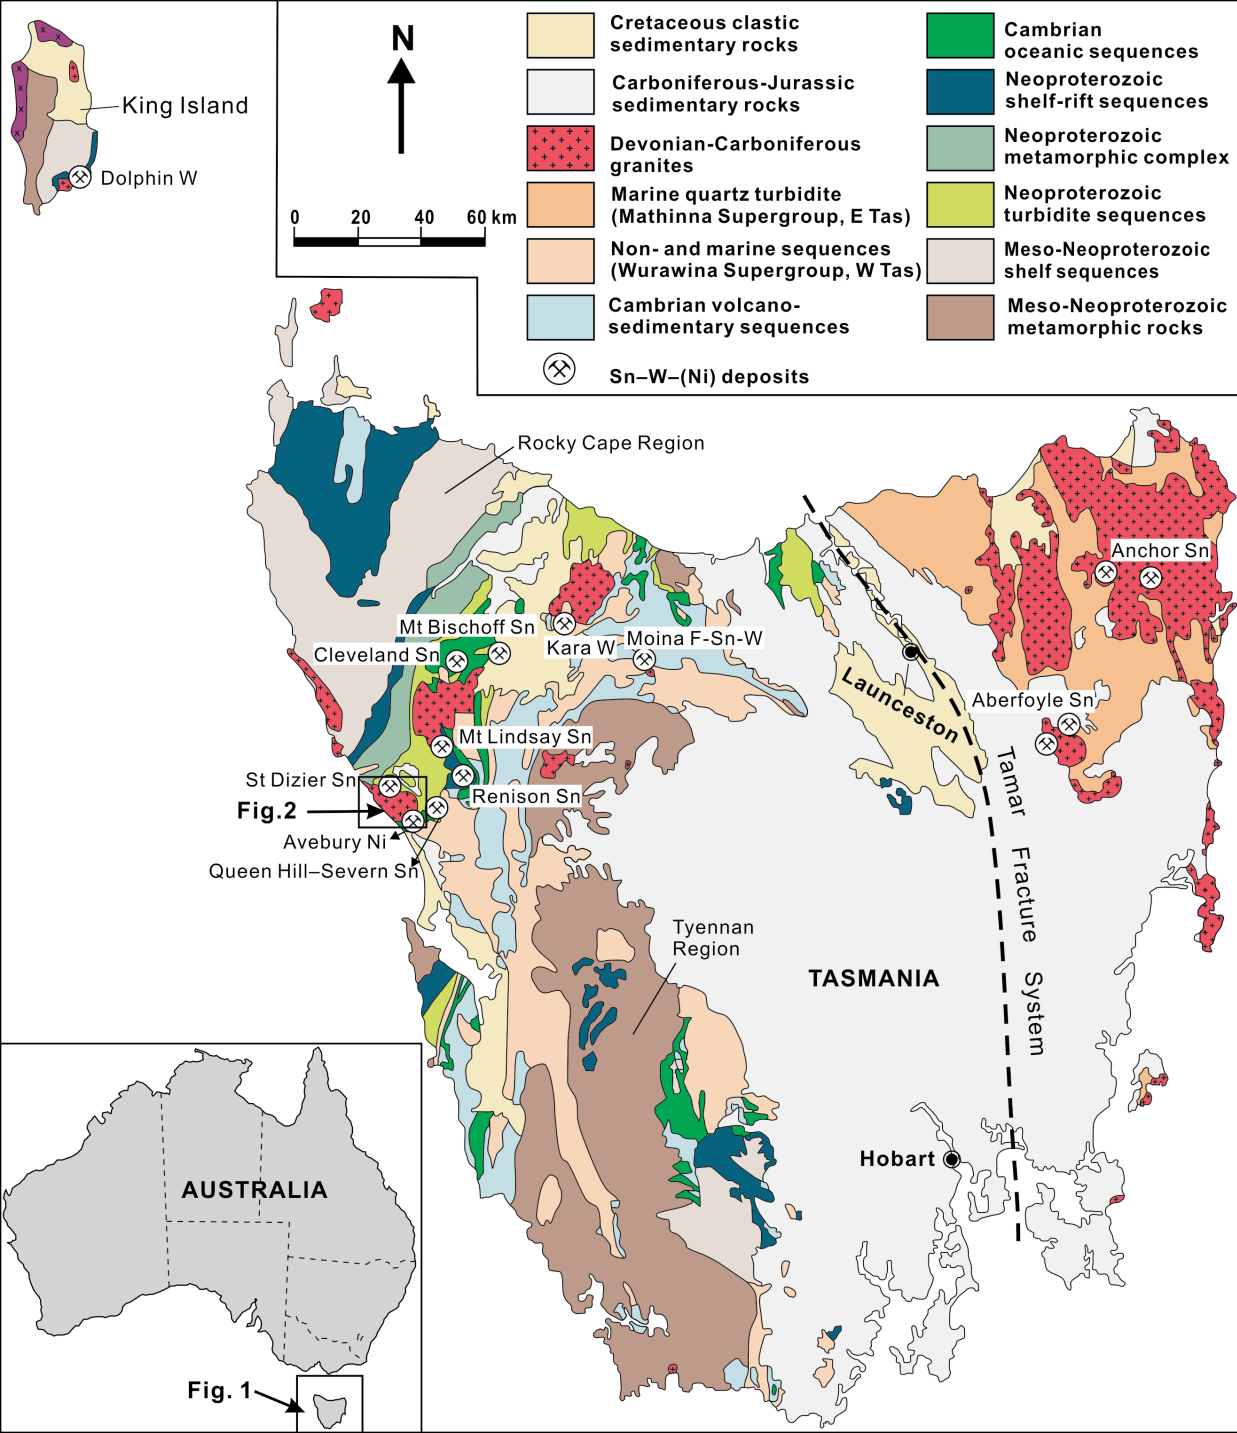 Cretaceous clastic
sedimentary rocks
Carboniferous-Jurassic
sedimentary rocks
Devonian-Carboniferous
granites
Marine quartz turbidite
(Mathinna Supergroup, E Tas)
Non- and marine sequences
(Wurawina Supergroup, W Tas)
Cambrian volcano-
sedimentary sequences
Sn–W–(Ni) deposits
Cambrian
oceanic sequences
Neoproterozoic
shelf-rift sequences
Neoproterozoic
metamorphic complex
Neoproterozoic
turbidite sequences
Meso-Neoproterozoic
shelf sequences
Meso-Neoproterozoic
metamorphic rocks
N
0 20 40 60 km
King Island
Dolphin W
Rocky Cape Region
Anchor Sn
Mt Bischoff Sn
Cleveland Sn
Kara W
Moina F-Sn-W
Launceston
Aberfoyle Sn
Mt Lindsay Sn
St Dizier Sn
Renison Sn
Fig.2
Avebury Ni
Queen Hill–Severn Sn
Tamar Fracture System
Tyennan
Region
TASMANIA
Hobart
AUSTRALIA
Fig. 1